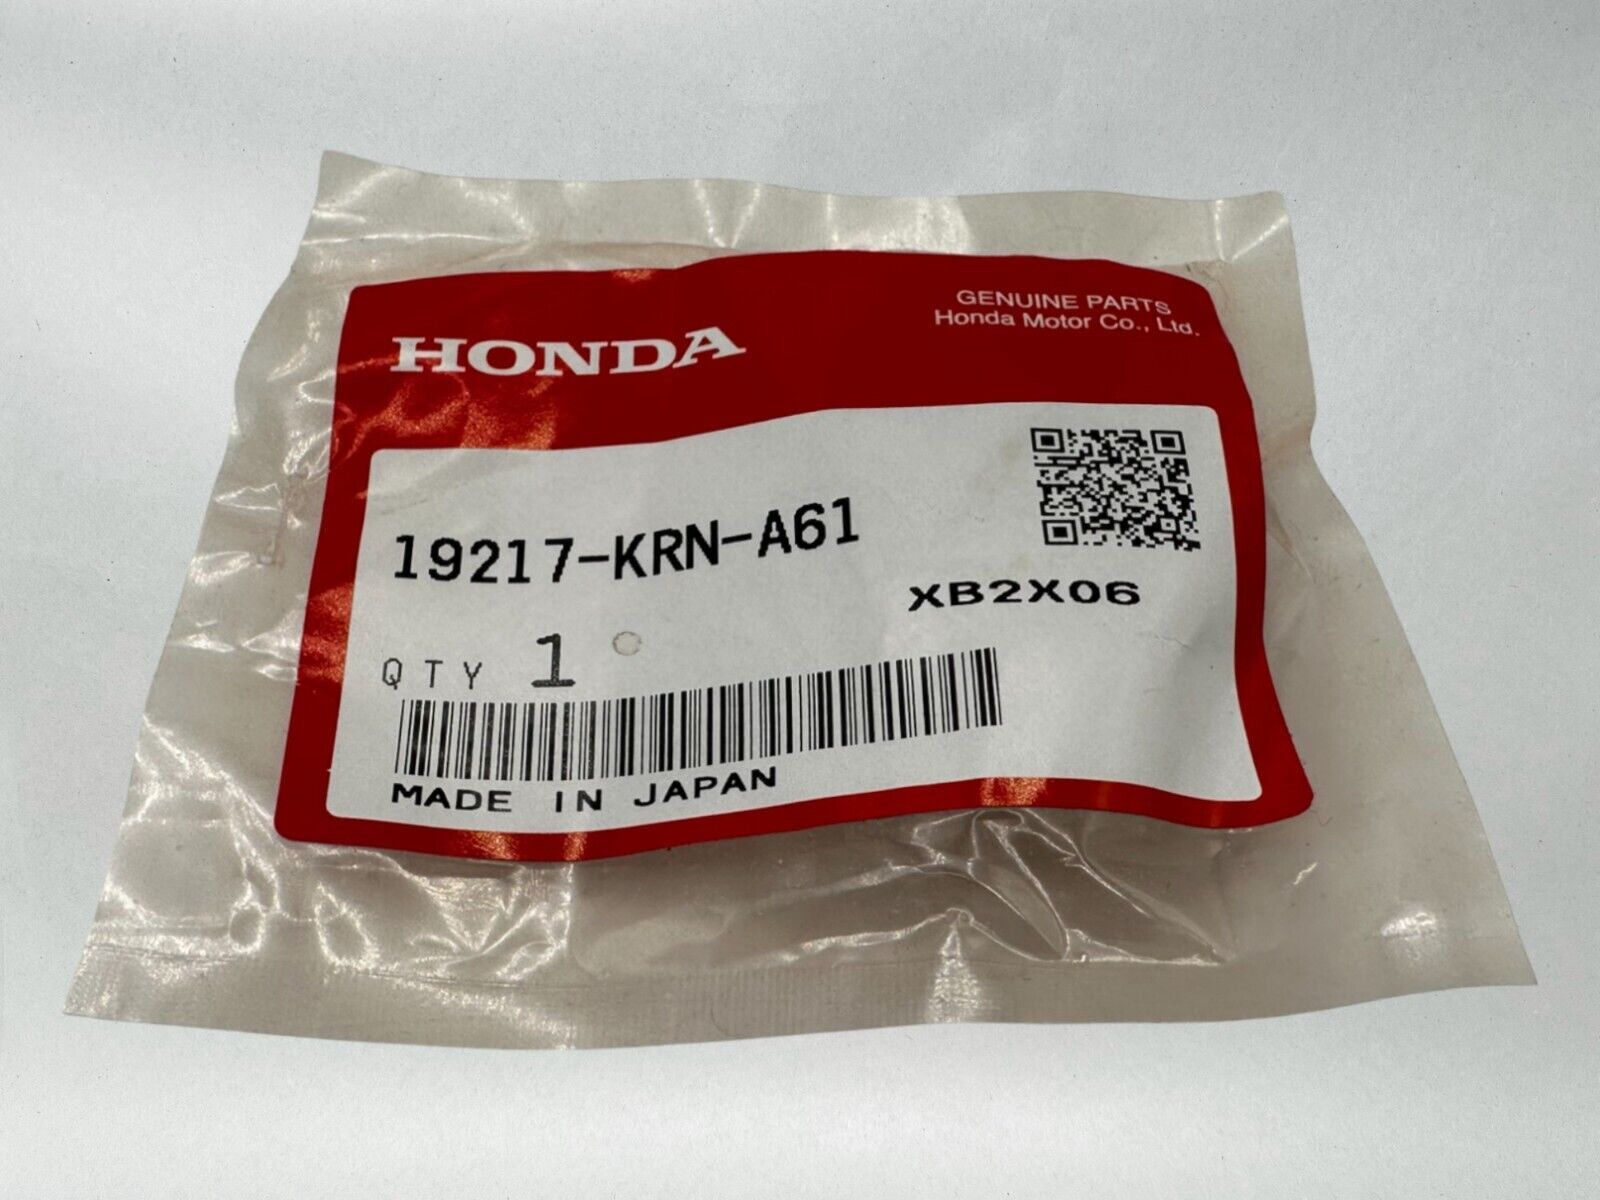 HONDA
GENUINE PARTS
Honda Motor Co., Ltd.
19217-KRN-A61
XB2X06
QTY 1
MADE IN JAPAN